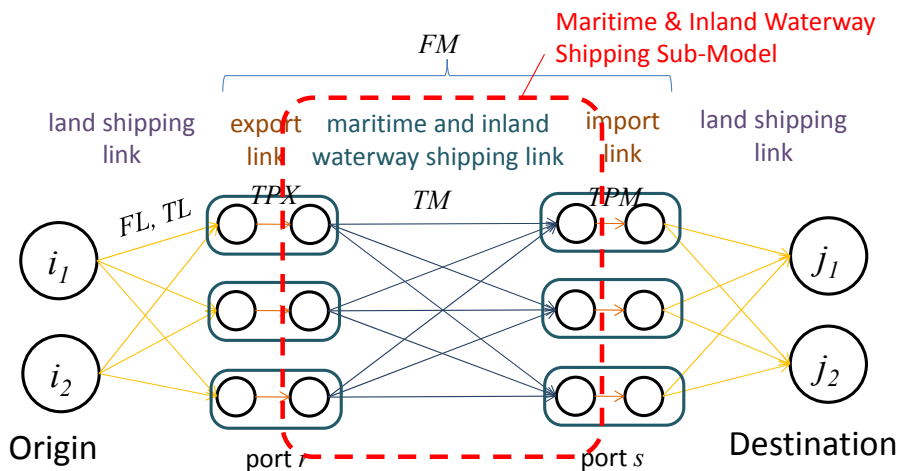 Maritime & Inland Waterway
Shipping Sub-Model
FM
land shipping
link
export
link
maritime and inland
waterway shipping link
import
link
land shipping
link
FL, TL
TPX
TM
TPM
i1
i2
j1
j2
Origin
port r
port s
Destination